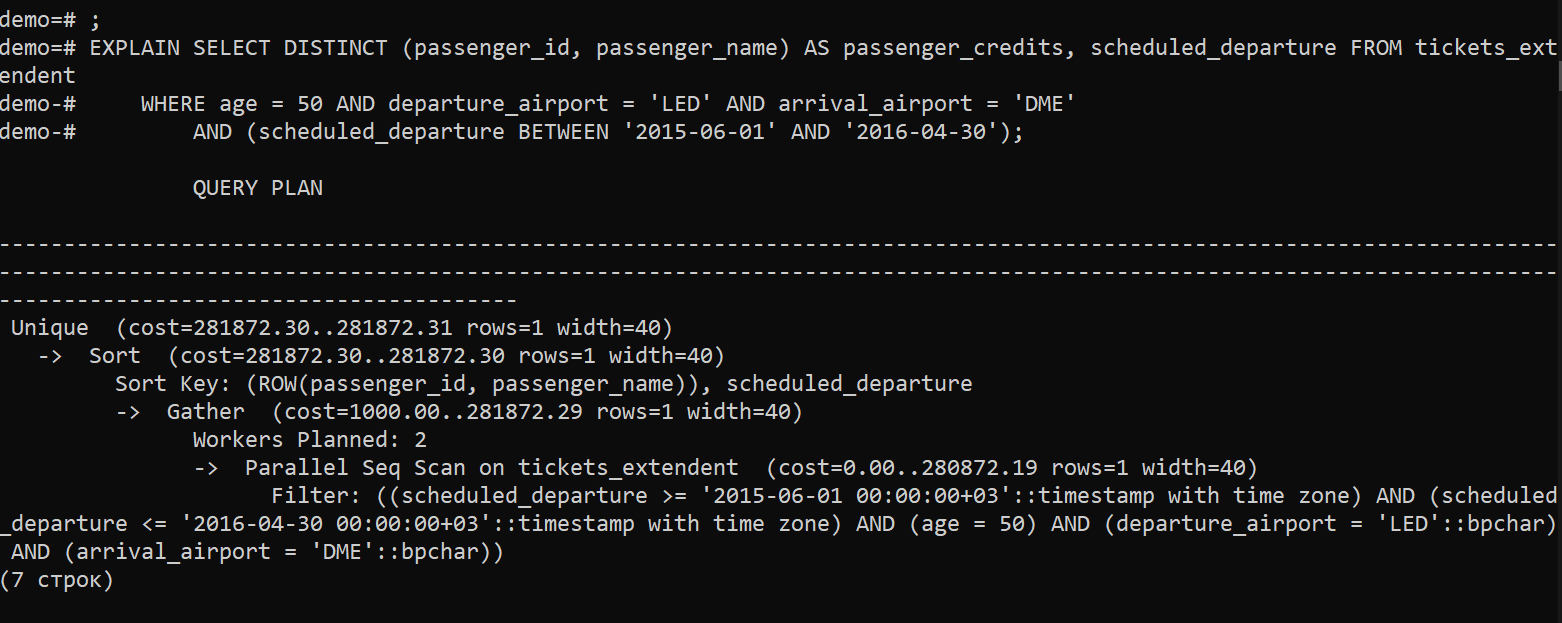 demo=# ;
demo=# EXPLAIN SELECT DISTINCT (passenger_id, passenger_name) AS passenger_credits, scheduled_departure FROM tickets_ext
endent
demo-#     WHERE age = 50 AND departure_airport = 'LED' AND arrival_airport = 'DME'
demo-#         AND (scheduled_departure BETWEEN '2015-06-01' AND '2016-04-30');
               QUERY PLAN
-------------------------------------------------------------------------------------------------------------------------
-------------------------------------------------------------------------------------------------------------------------
----------------------------------------
 Unique  (cost=281872.30..281872.31 rows=1 width=40)
   ->  Sort  (cost=281872.30..281872.30 rows=1 width=40)
         Sort Key: (ROW(passenger_id, passenger_name)), scheduled_departure
         ->  Gather  (cost=1000.00..281872.29 rows=1 width=40)
               Workers Planned: 2
               ->  Parallel Seq Scan on tickets_extendent  (cost=0.00..280872.19 rows=1 width=40)
                     Filter: ((scheduled_departure >= '2015-06-01 00:00:00+03'::timestamp with time zone) AND (scheduled
_departure <= '2016-04-30 00:00:00+03'::timestamp with time zone) AND (age = 50) AND (departure_airport = 'LED'::bpchar)
 AND (arrival_airport = 'DME'::bpchar))
(7 строк)